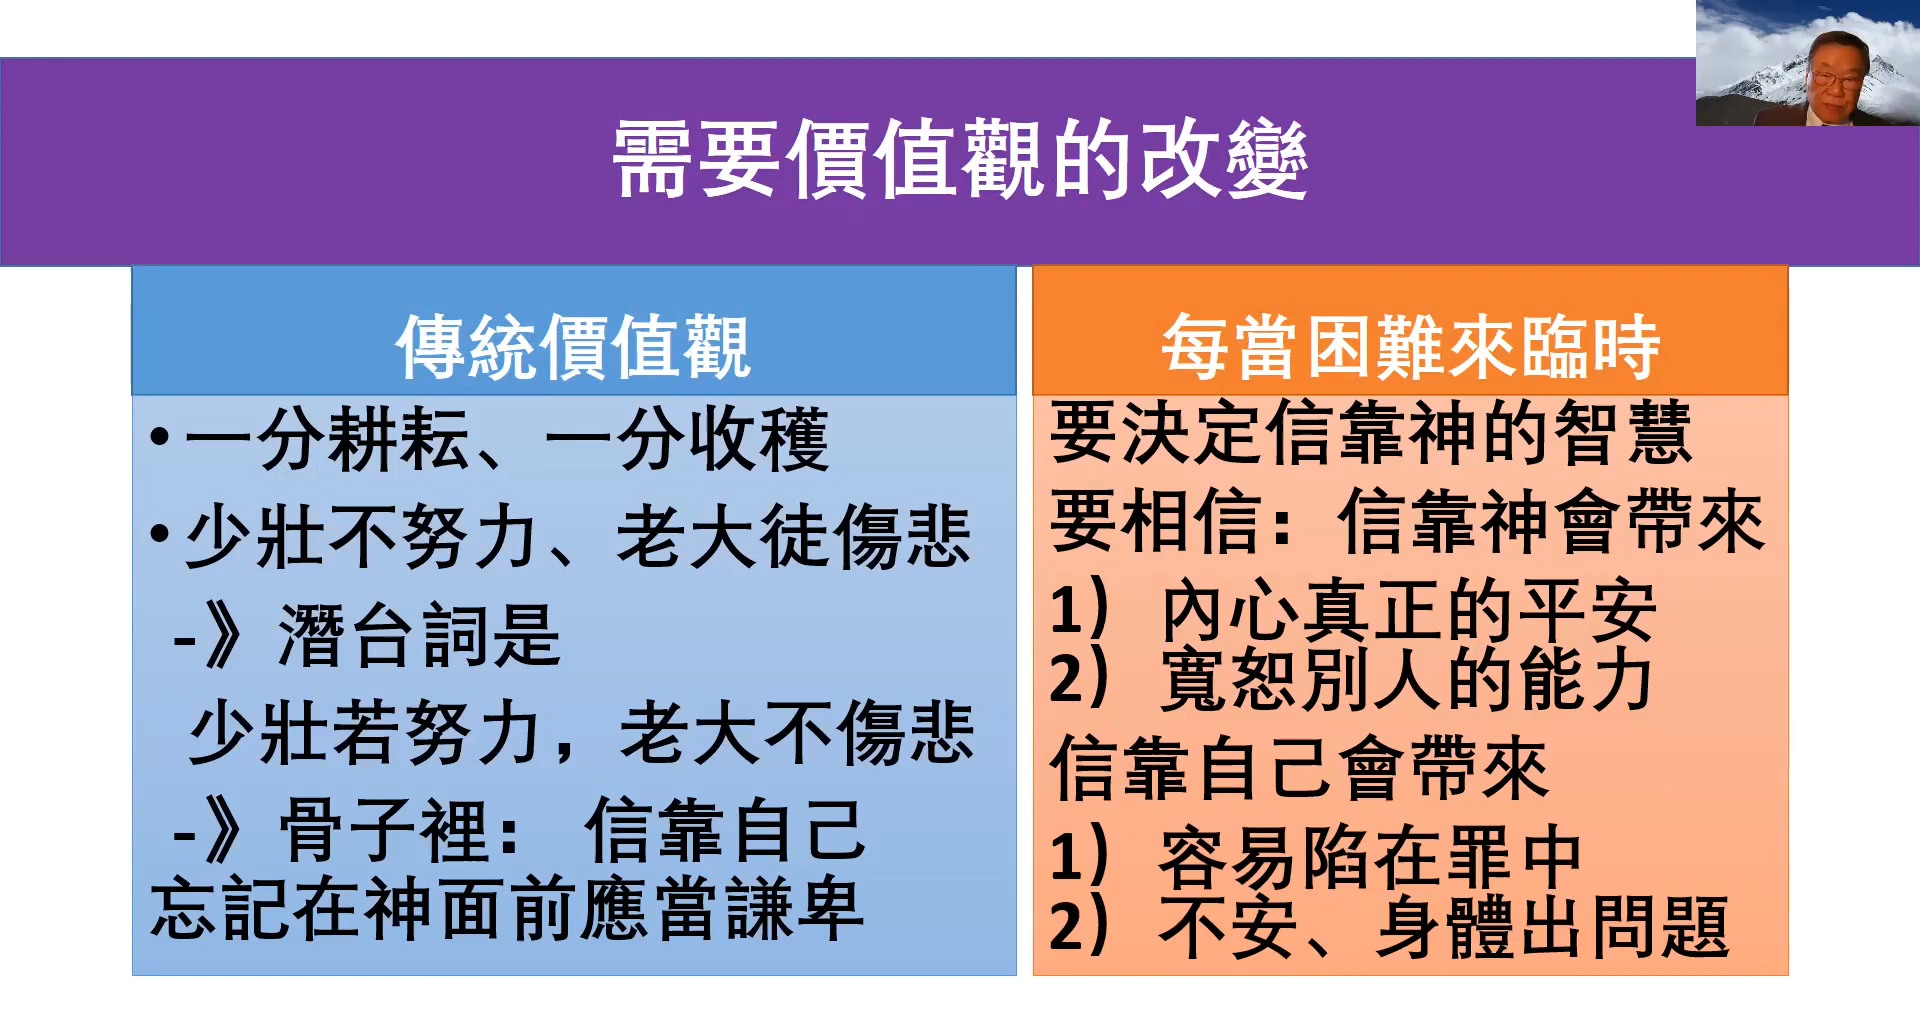 需要價值觀的改變
傳統價值觀
•一分耕耘、一分收穫
•少壯不努力、老大徒傷悲
-》潛台詞是
少壯若努力，老大不傷悲
-》骨子裡： 信靠自己
忘記在神面前應當謙卑
每當困難來臨時
要決定信靠神的智慧
要相信：信靠神會帶來
1） 內心真正的平安
2） 寬恕別人的能力
信靠自己會帶來
1） 容易陷在罪中
2） 不安、身體出問題